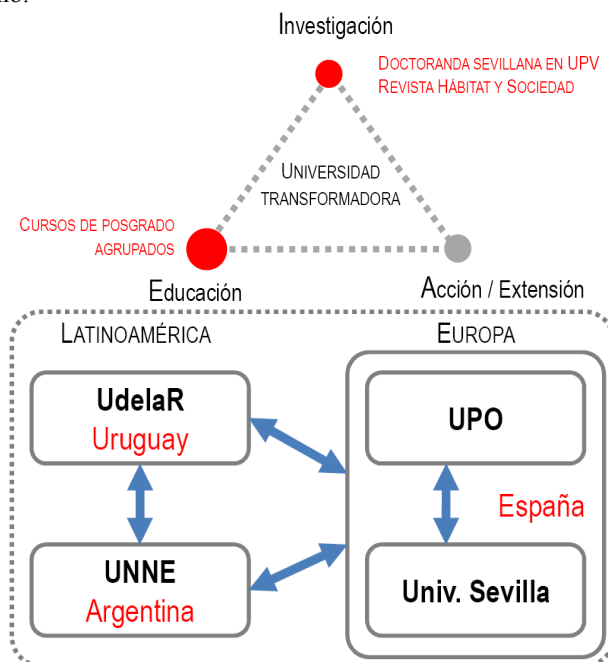 Investigación
DOCTORANDA SEVILLANA EN UPV
REVISTA HÁBITAT Y SOCIEDAD
UNIVERSIDAD
TRANSFORMADORA
CURSOS DE POSGRADO
AGRUPADOS
Educación
Acción / Extensión
LATINOAMÉRICA
EUROPA
UdelaR
Uruguay
UPO
España
UNNE
Argentina
Univ. Sevilla